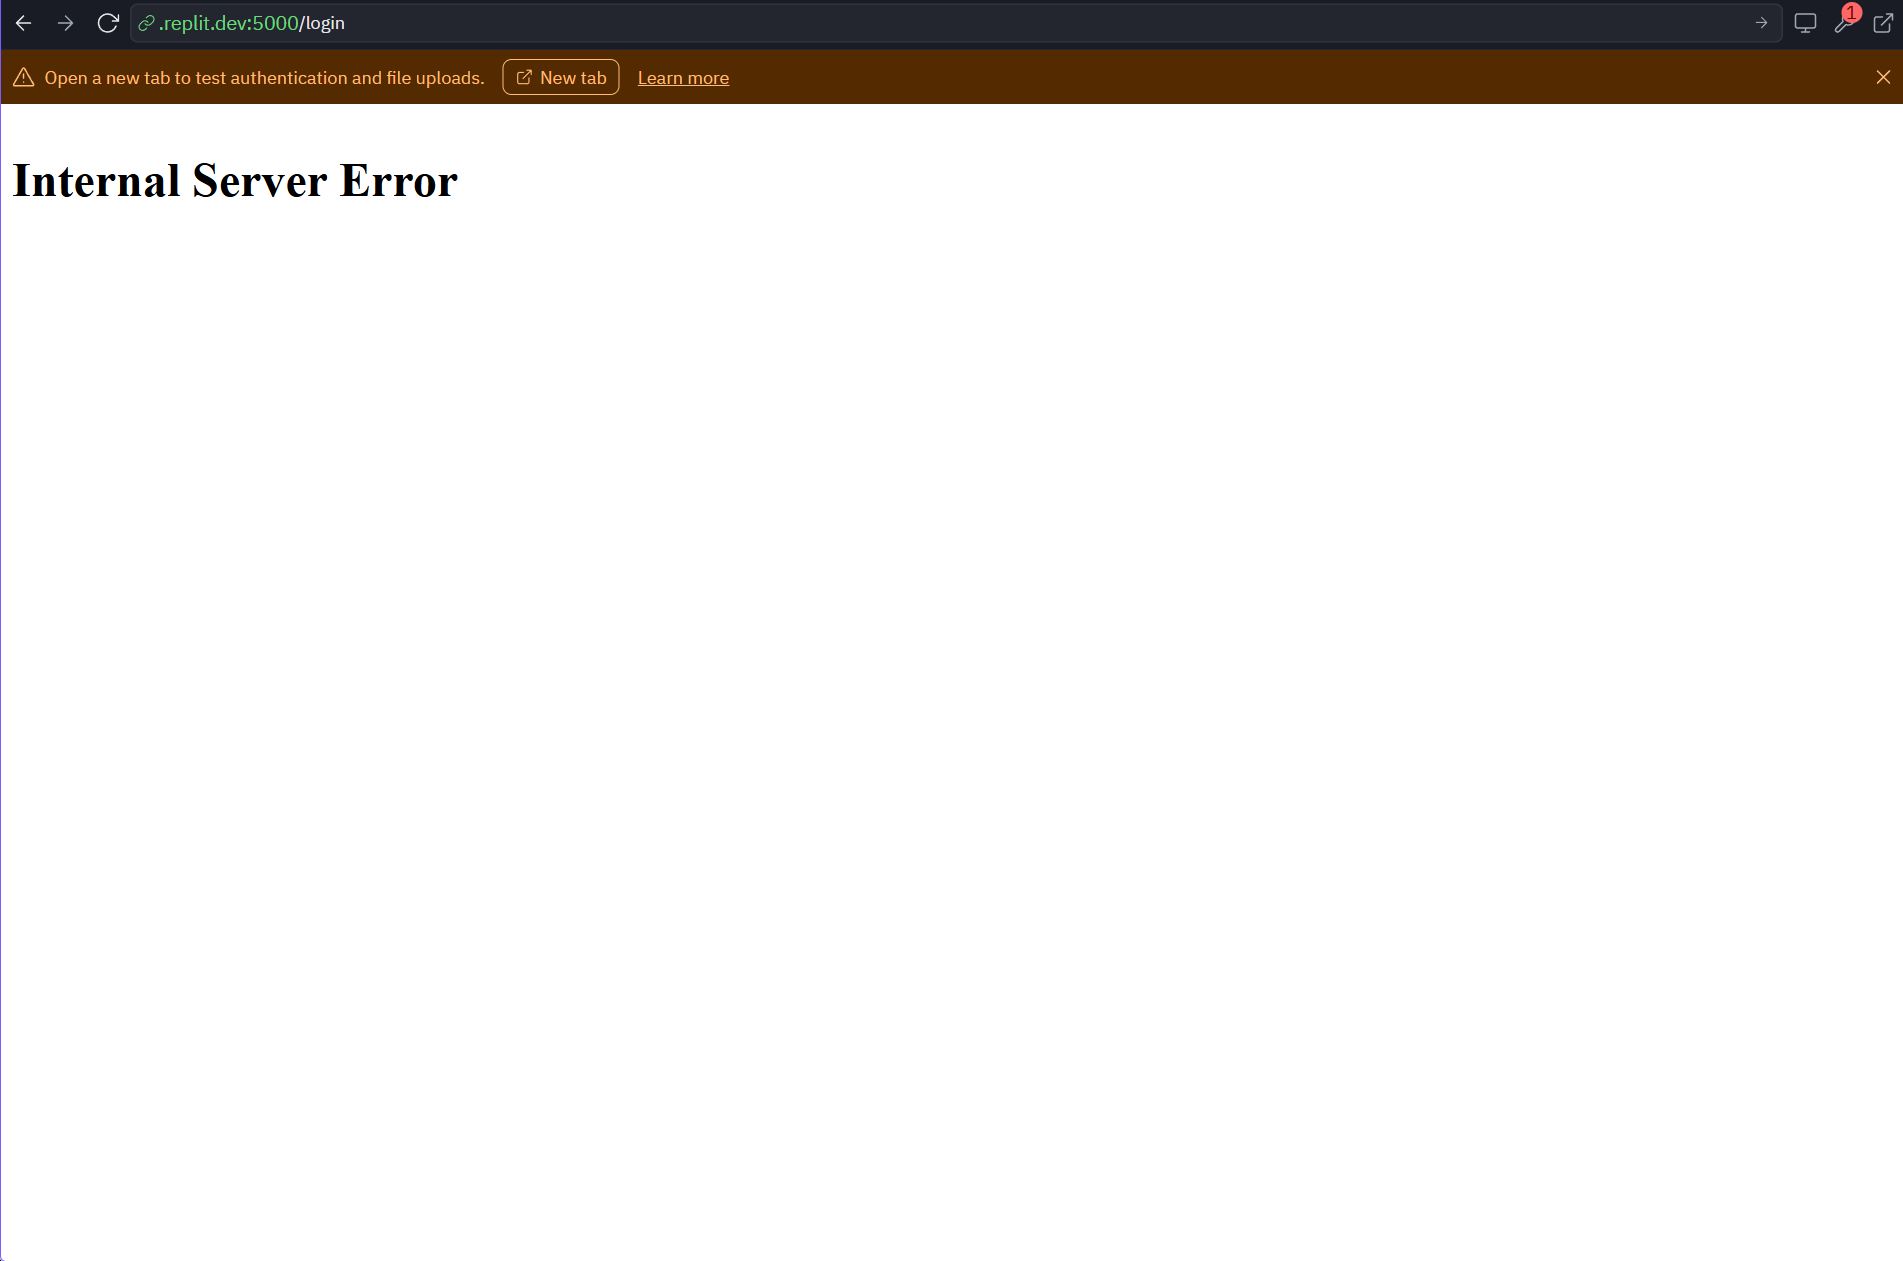 .replit.dev:5000/login
1
Open a new tab to test authentication and file uploads. New tab Learn more
Internal Server Error